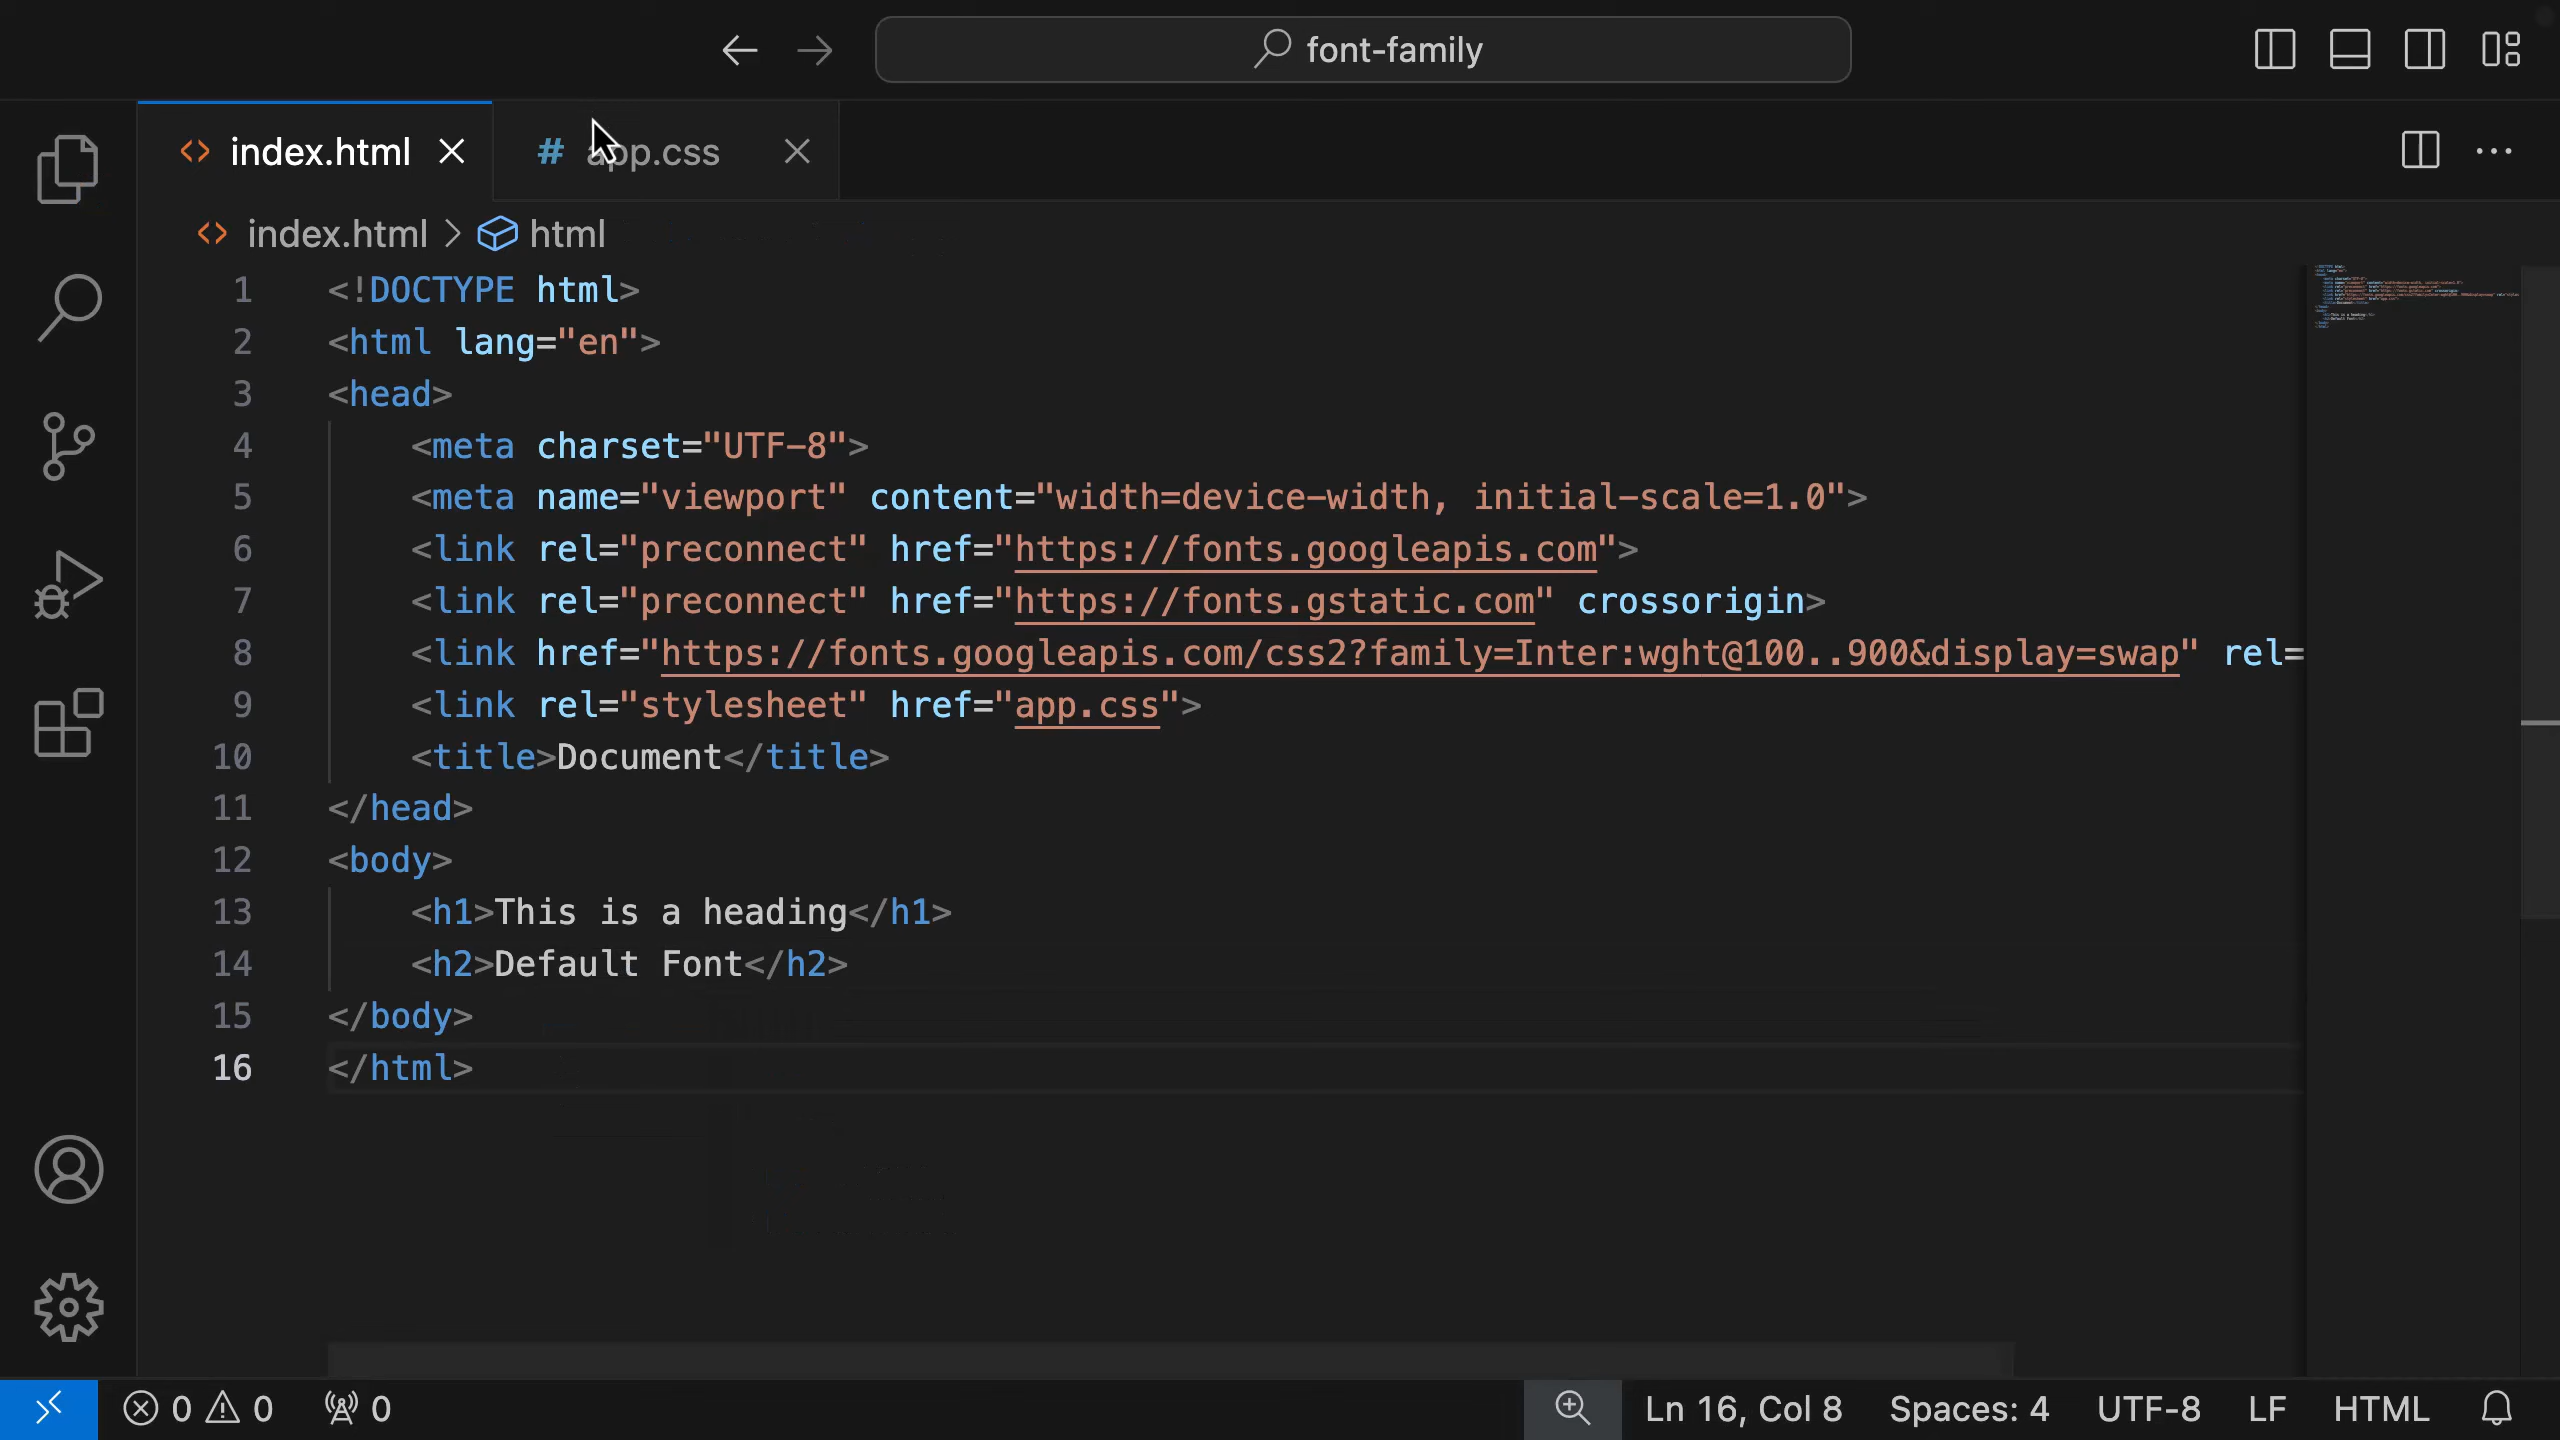 font-family
index.html
# app.css
index.html > html
1 <!DOCTYPE html>
2 <html lang="en">
3 <head>
4 <meta charset="UTF-8">
5 <meta name="viewport" content="width=device-width, initial-scale=1.0">
6 <link rel="preconnect" href="https://fonts.googleapis.com">
7 <link rel="preconnect" href="https://fonts.gstatic.com" crossorigin>
8 <link href="https://fonts.googleapis.com/css2?family=Inter:wght@100..900&display=swap" rel=
9 <link rel="stylesheet" href="app.css">
10 <title>Document</title>
11 </head>
12 <body>
13 <h1>This is a heading</h1>
14 <h2>Default Font</h2>
15 </body>
16 </html>
0 0 0 Ln 16, Col 8 Spaces: 4 UTF-8 LF HTML